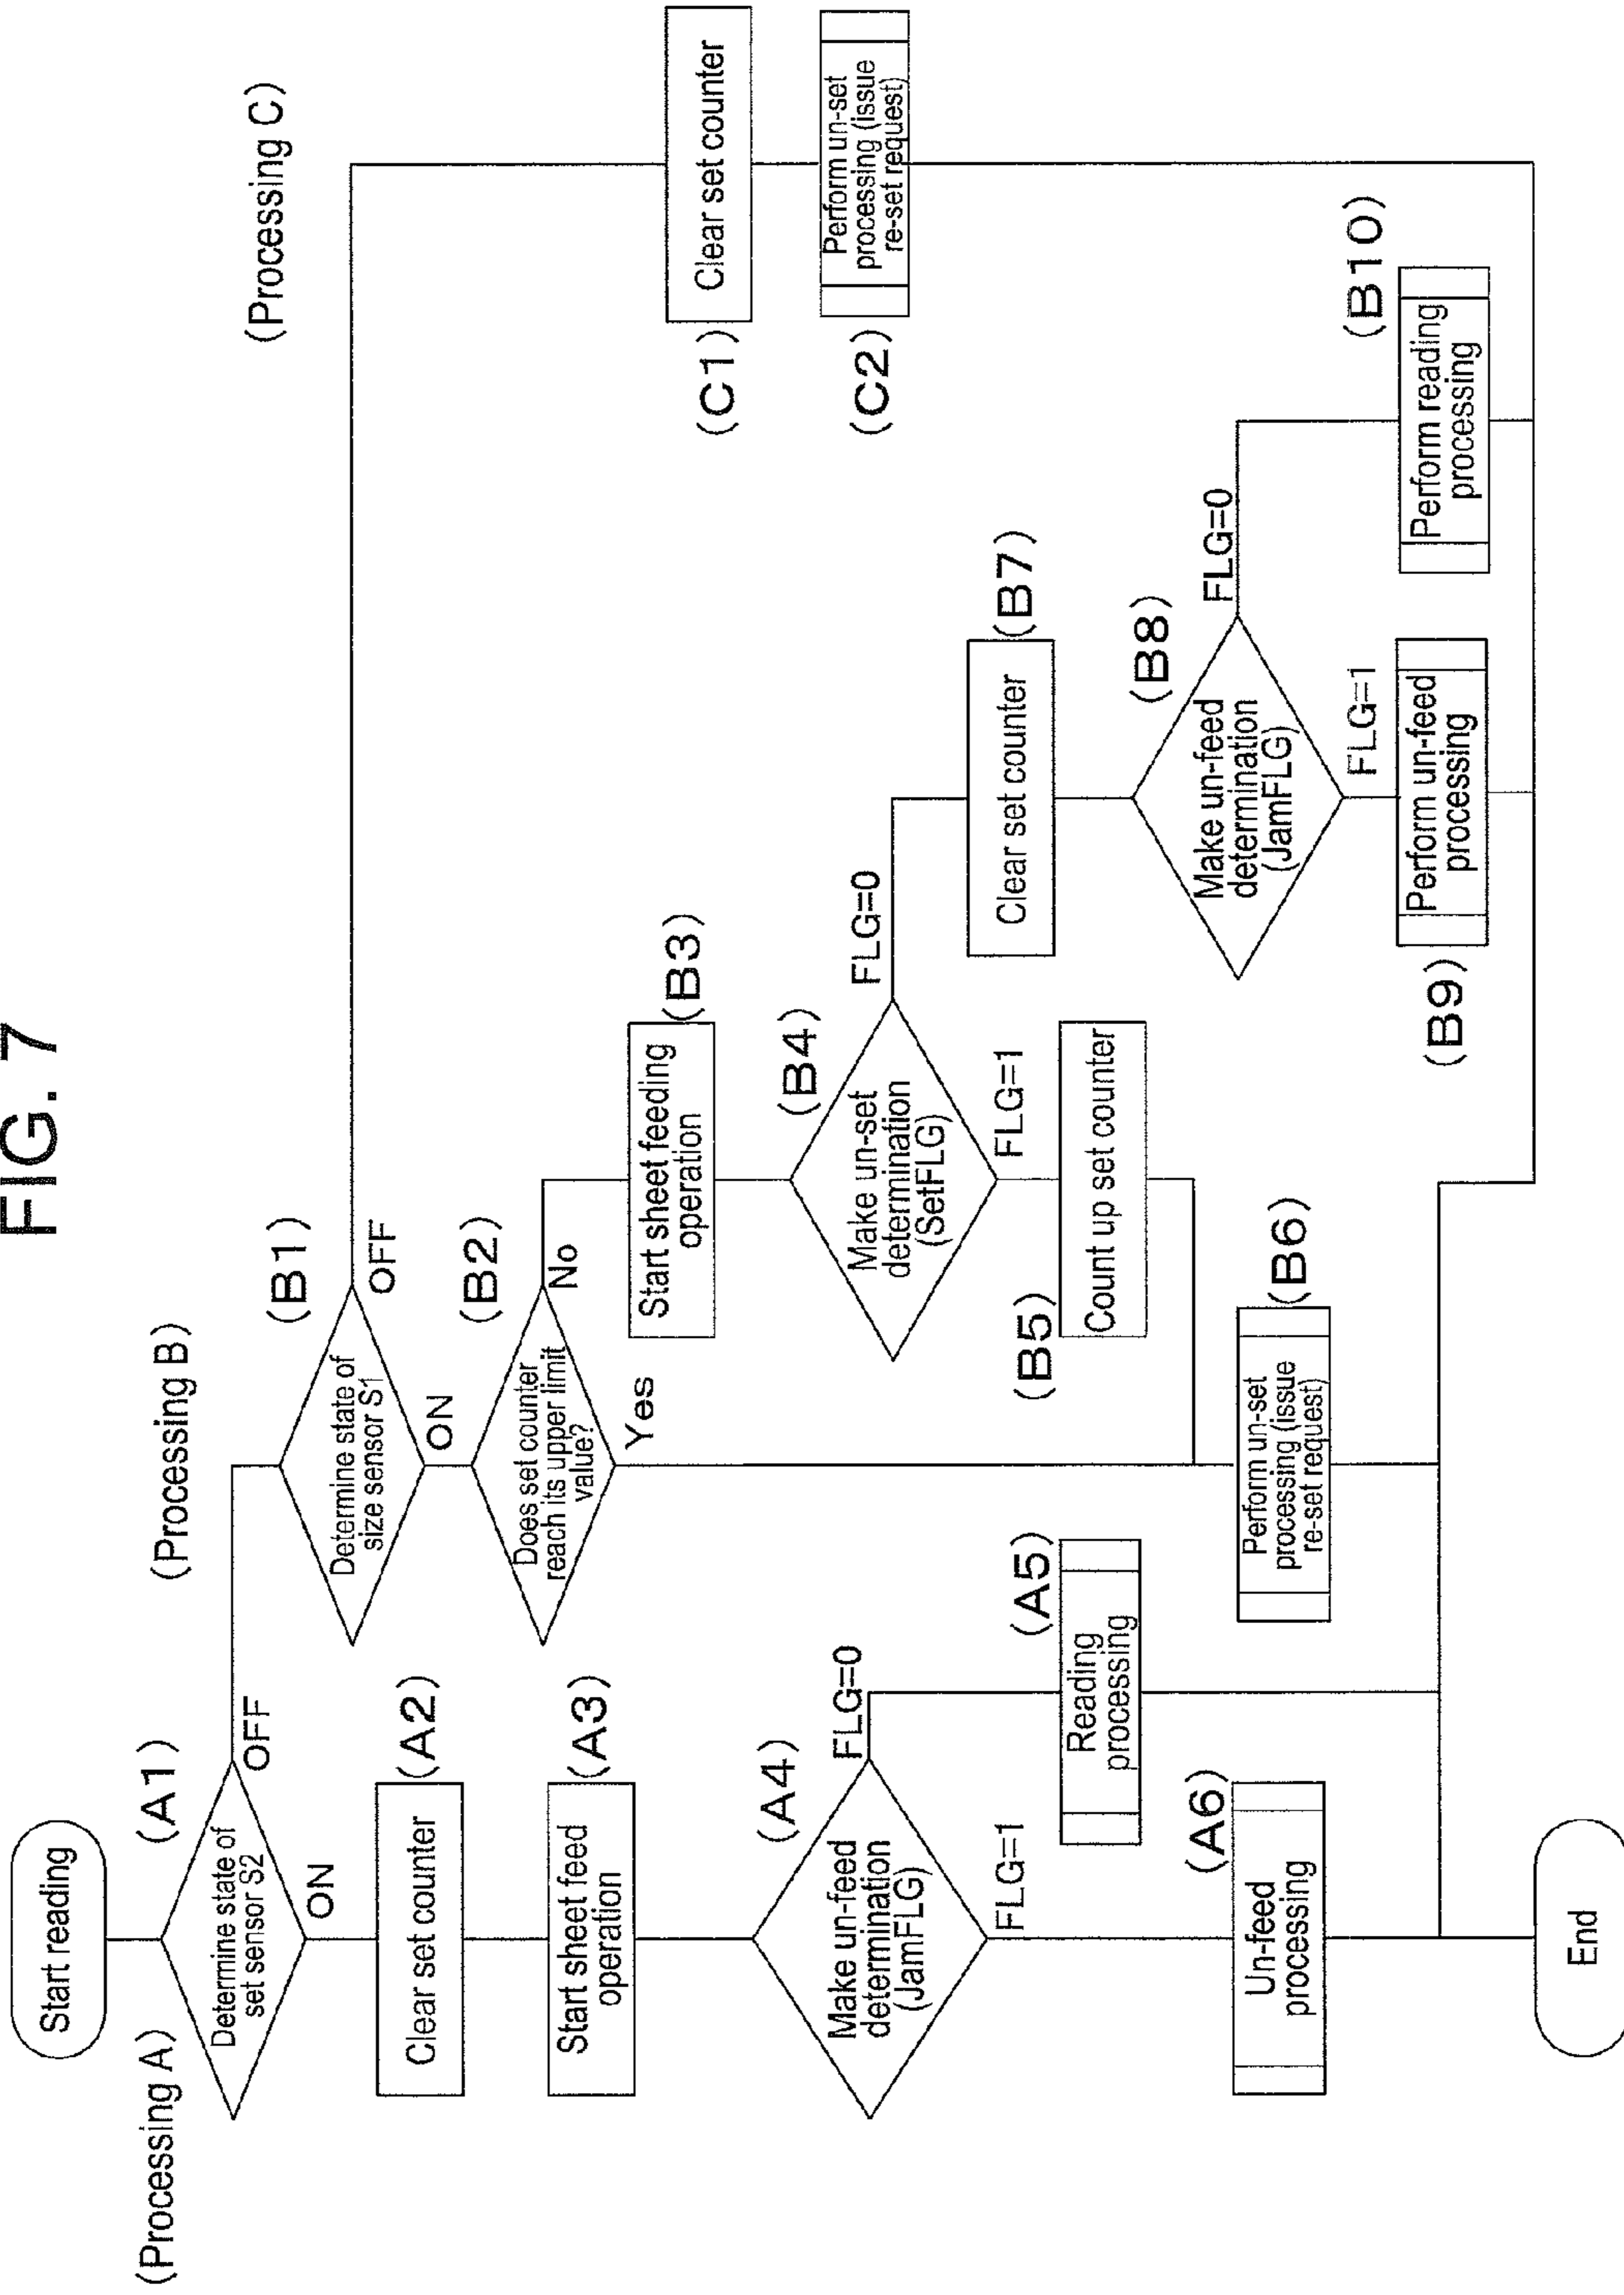 FIG. 7
Start reading
(Processing A)
(A1)
Determine state of
set sensor S2
OFF
ON
Clear set counter
(A2)
Start sheet feed
operation
(A3)
(A4)
Make un-feed
determination
(JamFLG)
FLG=0
FLG=1
Reading
processing
(A5)
(A6)
Un-feed
processing
End
(Processing B)
(B1)
Determine state of
size sensor S1
OFF
ON
(B2)
Does set counter
reach its upper limit
value?
No
Yes
Start sheet feeding
operation
(B3)
(B4)
Make un-set
determination
(SetFLG)
FLG=0
FLG=1
(B5)
Count up set counter
Perform un-set
processing (issue
re-set request)
(B6)
Clear set counter
(B7)
(B8)
Make un-feed
determination
(JamFLG)
FLG=0
FLG=1
(B9)
Perform un-feed
processing
Perform reading
processing
(B10)
(Processing C)
(C1)
Clear set counter
(C2)
Perform un-set
processing (issue
re-set request)